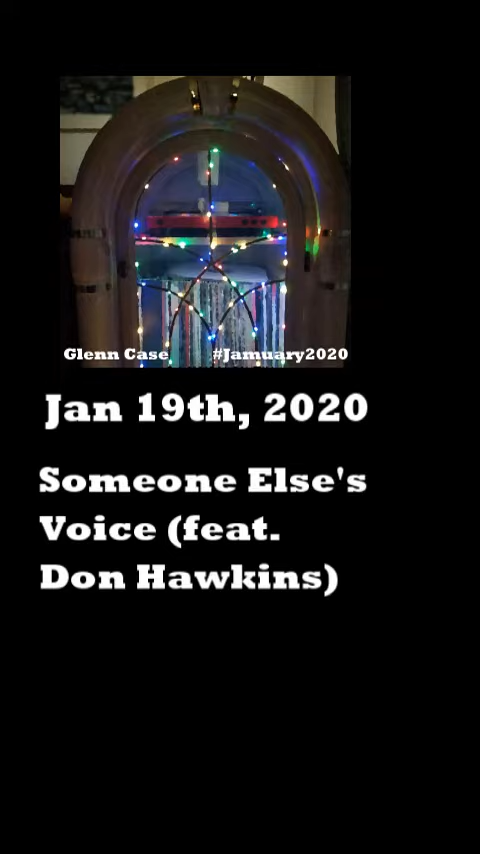 Glenn Case #Jamuary2020
Jan 19th, 2020
Someone Else's
Voice (feat.
Don Hawkins)